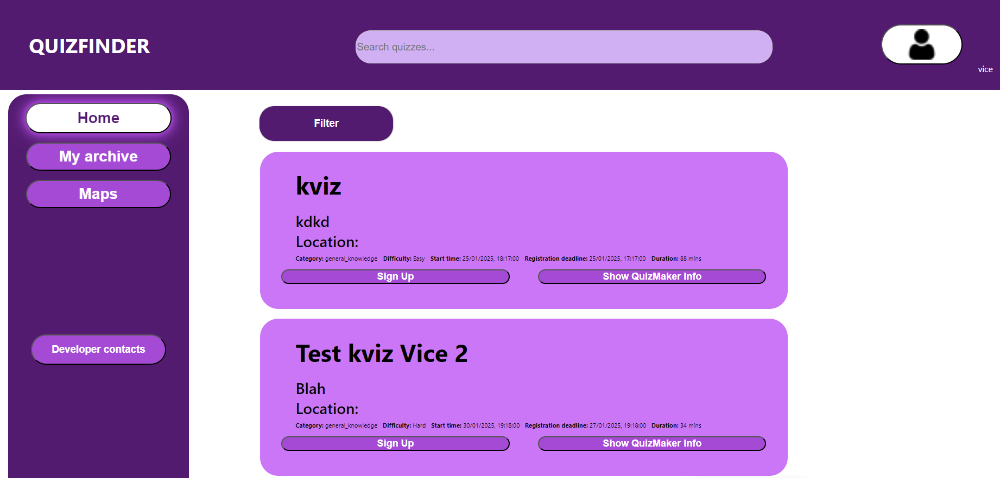 QUIZFINDER
Search quizzes...
vice
Home
My archive
Maps
Developer contacts
Filter
kviz
kdkd
Location:
Category: general_knowledge Difficulty: Easy Start time: 25/01/2025, 18:17:00 Registration deadline: 25/01/2025, 17:17:00 Duration: 88 mins
Sign Up Show QuizMaker Info
Test kviz Vice 2
Blah
Location:
Category: general_knowledge Difficulty: Hard Start time: 30/01/2025, 19:18:00 Registration deadline: 27/01/2025, 19:18:00 Duration: 34 mins
Sign Up Show QuizMaker Info